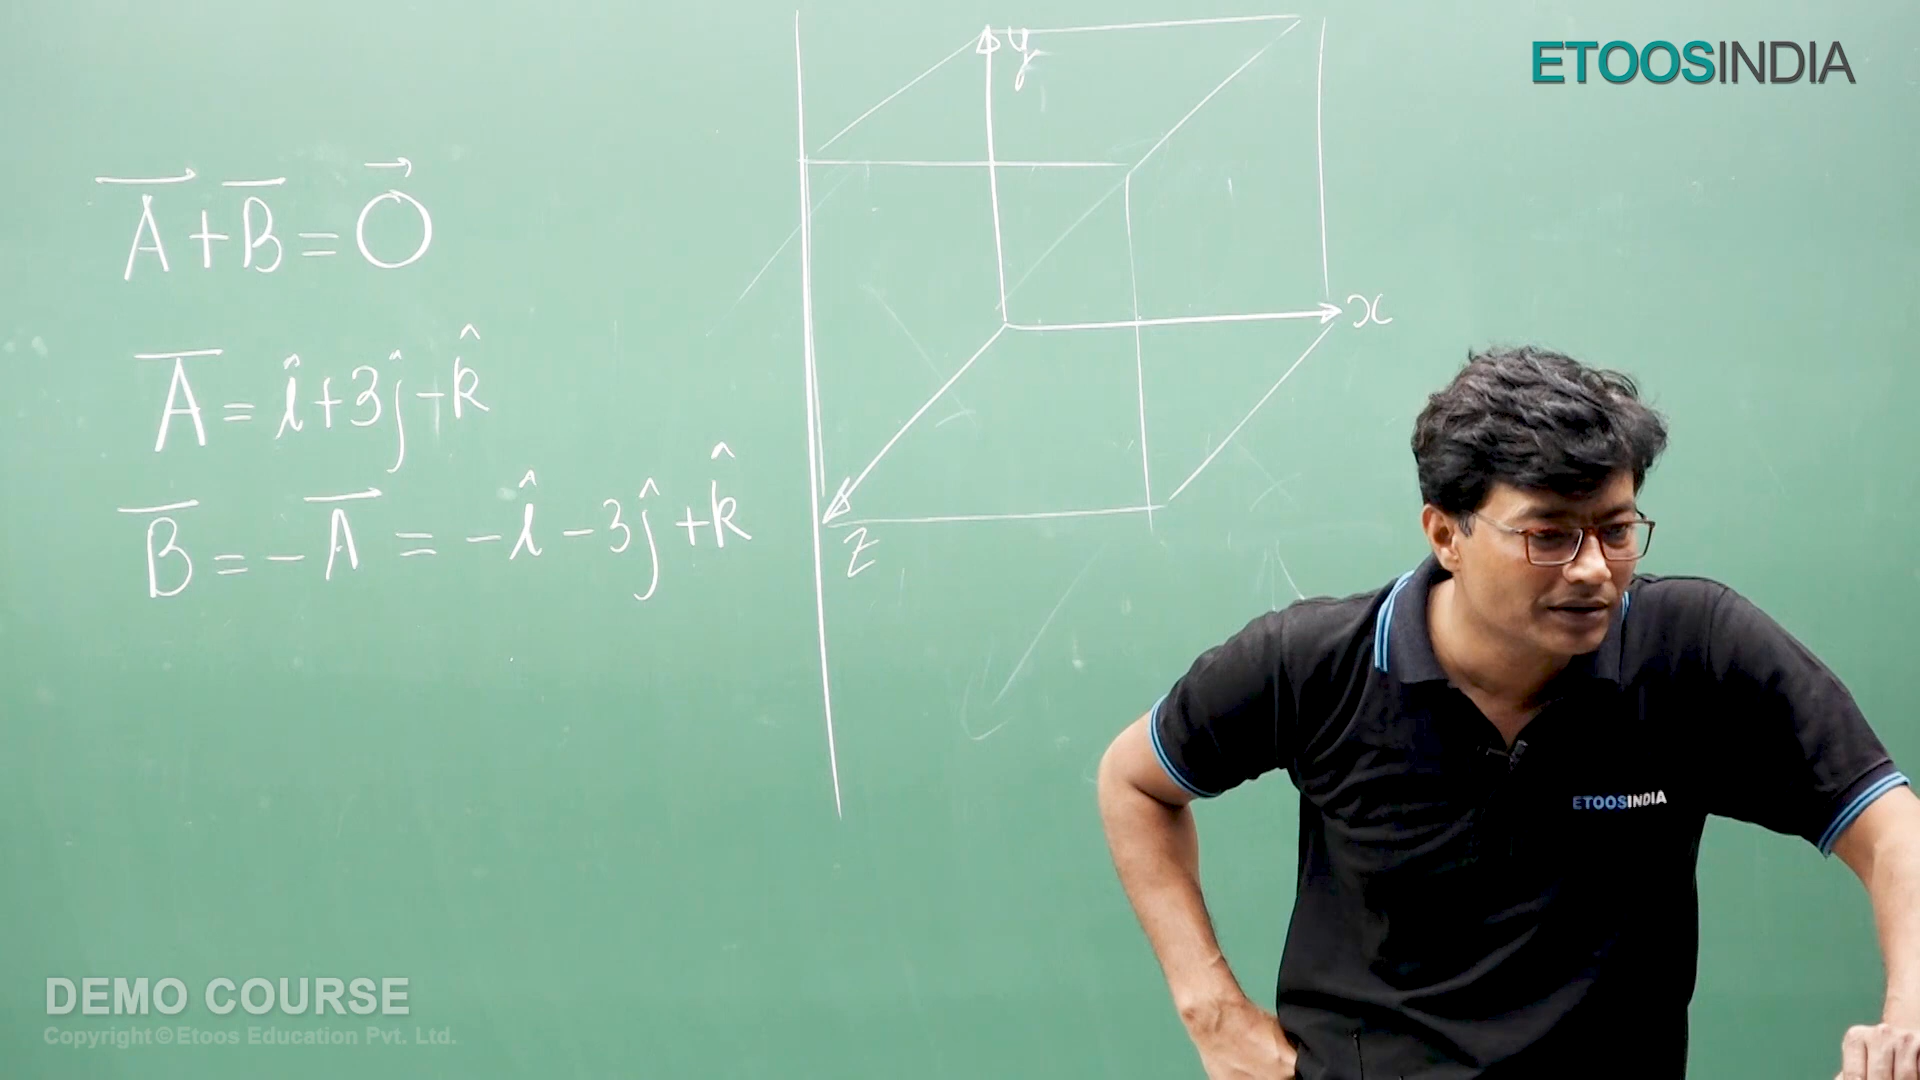 A + B = O
A = î + 3ĵ - k̂
B = -A = -î - 3ĵ + k̂
y
x
z
ETOOSINDIA
ETOOSINDIA
DEMO COURSE
Copyright © Etoos Education Pvt. Ltd.